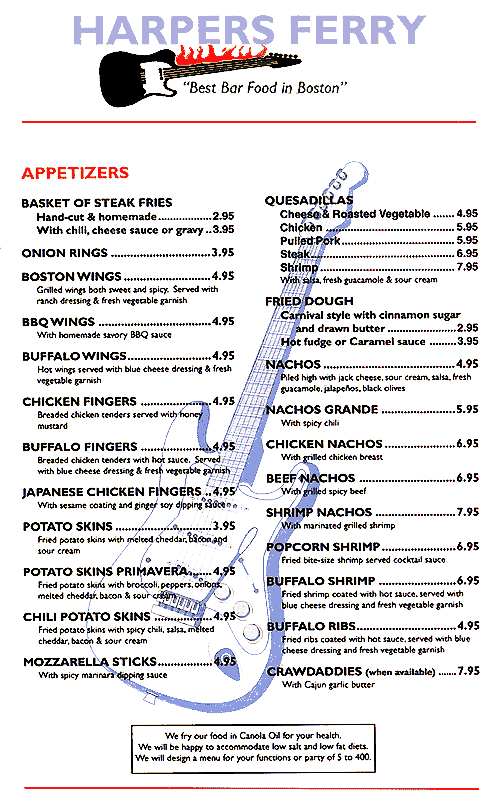 HARPERS FERRY
"Best Bar Food in Boston"
APPETIZERS
BASKET OF STEAK FRIES
Hand-cut & homemade.................2.95
With chili, cheese sauce or gravy ..3.95
ONION RINGS ............................3.95
BOSTON WINGS ..........................4.95
Grilled wings both sweet and spicy. Served with
ranch dressing & fresh vegetable garnish
BBQ WINGS ................................4.95
With homemade savory BBQ sauce
BUFFALO WINGS........................4.95
Hot wings served with blue cheese dressing & fresh
vegetable garnish
CHICKEN FINGERS ....................4.95
Breaded chicken tenders served with honey
mustard
BUFFALO FINGERS .....................4.95
Breaded chicken tenders with hot sauce. Served
with blue cheese dressing & fresh vegetable garnish
JAPANESE CHICKEN FINGERS ..4.95
With sesame coating and ginger soy dipping sauce
POTATO SKINS ...........................3.95
Fried potato skins with melted cheddar, bacon and
sour cream
POTATO SKINS PRIMAVERA.......4.95
Fried potato skins with broccoli, peppers, onions,
melted cheddar, bacon & sour cream
CHILI POTATO SKINS .................4.95
Fried potato skins with spicy chili, salsa, melted
cheddar, bacon & sour cream
MOZZARELLA STICKS................4.95
With spicy marinara dipping sauce
QUESADILLAS
Cheese & Roasted Vegetable .......4.95
Chicken ......................................5.95
Pulled Pork.................................5.95
Steak..........................................6.95
Shrimp.......................................7.95
With salsa, fresh guacamole & sour cream
FRIED DOUGH
Carnival style with cinnamon sugar
and drawn butter ....................2.95
Hot fudge or Caramel sauce ........3.95
NACHOS ......................................4.95
Piled high with jack cheese, sour cream, salsa, fresh
guacamole, jalapeños, black olives
NACHOS GRANDE .....................5.95
With spicy chili
CHICKEN NACHOS....................6.95
With grilled chicken breast
BEEF NACHOS ...........................6.95
With grilled spicy beef
SHRIMP NACHOS .......................7.95
With marinated grilled shrimp
POPCORN SHRIMP.....................6.95
Fried bite-size shrimp served cocktail sauce
BUFFALO SHRIMP ......................6.95
Fried shrimp coated with hot sauce, served with
blue cheese dressing and fresh vegetable garnish
BUFFALO RIBS............................4.95
Fried ribs coated with hot sauce, served with blue
cheese dressing and fresh vegetable garnish
CRAWDADDIES (when available) .......7.95
With Cajun garlic butter
We fry our food in Canola Oil for your health.
We will be happy to accommodate low salt and low fat diets.
We will design a menu for your functions or party of 5 to 400.